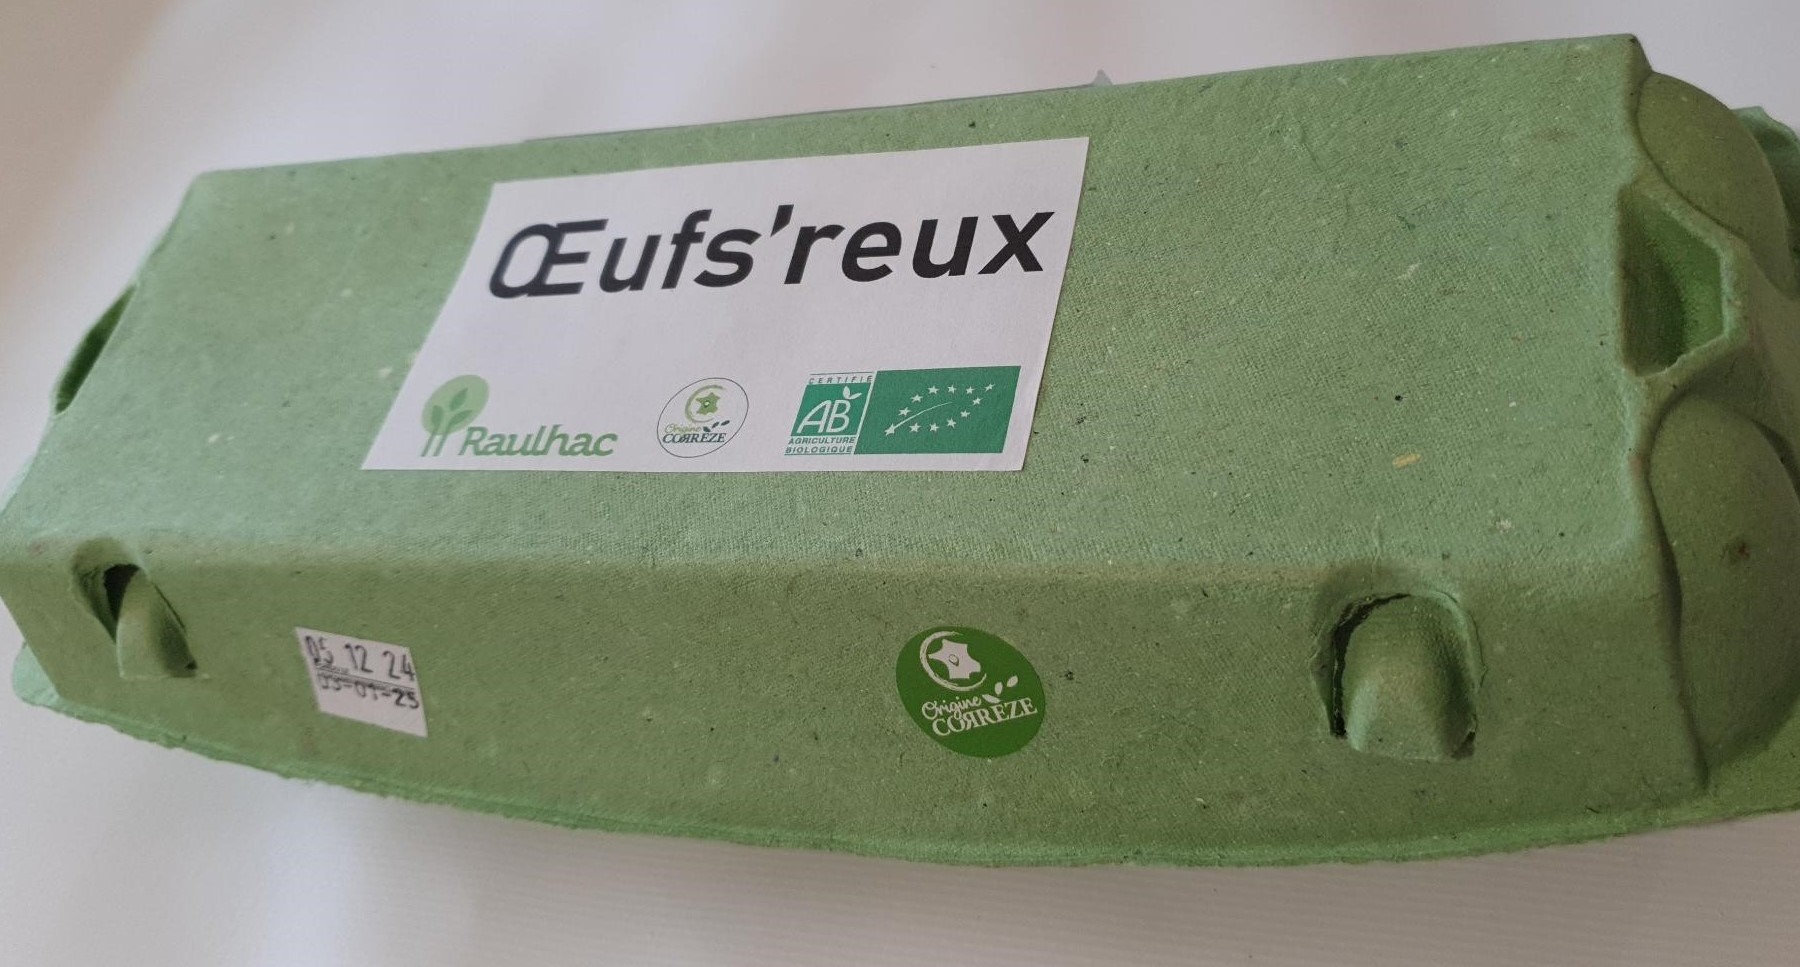 Œufs'reux
Raulhac
Origine
CORRÈZE
CERTIFIÉ
AB
AGRICULTURE
BIOLOGIQUE
05 12 24
Origine
CORRÈZE